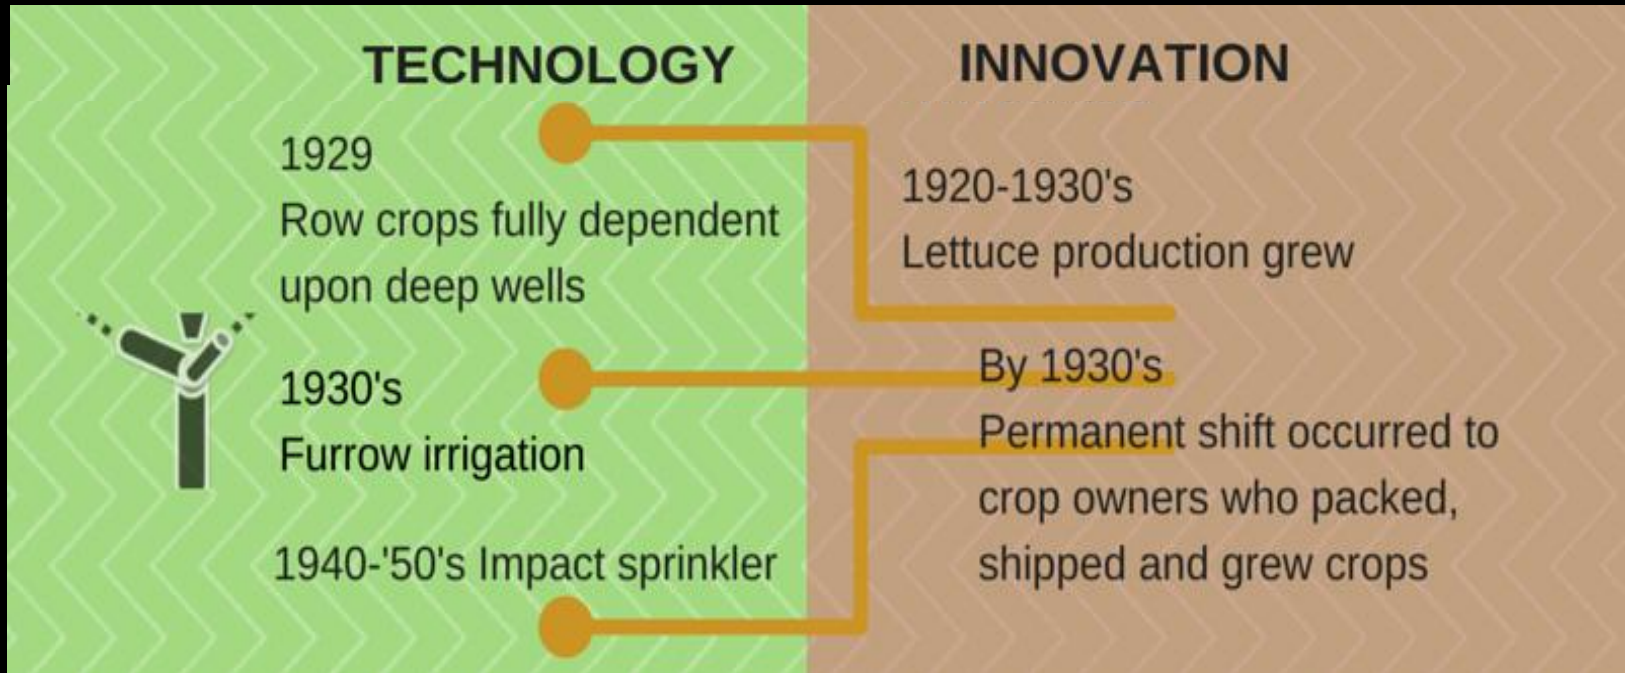 TECHNOLOGY
1929
Row crops fully dependent
upon deep wells
1930's
Furrow irrigation
1940-'50's Impact sprinkler
INNOVATION
1920-1930's
Lettuce production grew
By 1930's
Permanent shift occurred to
crop owners who packed,
shipped and grew crops